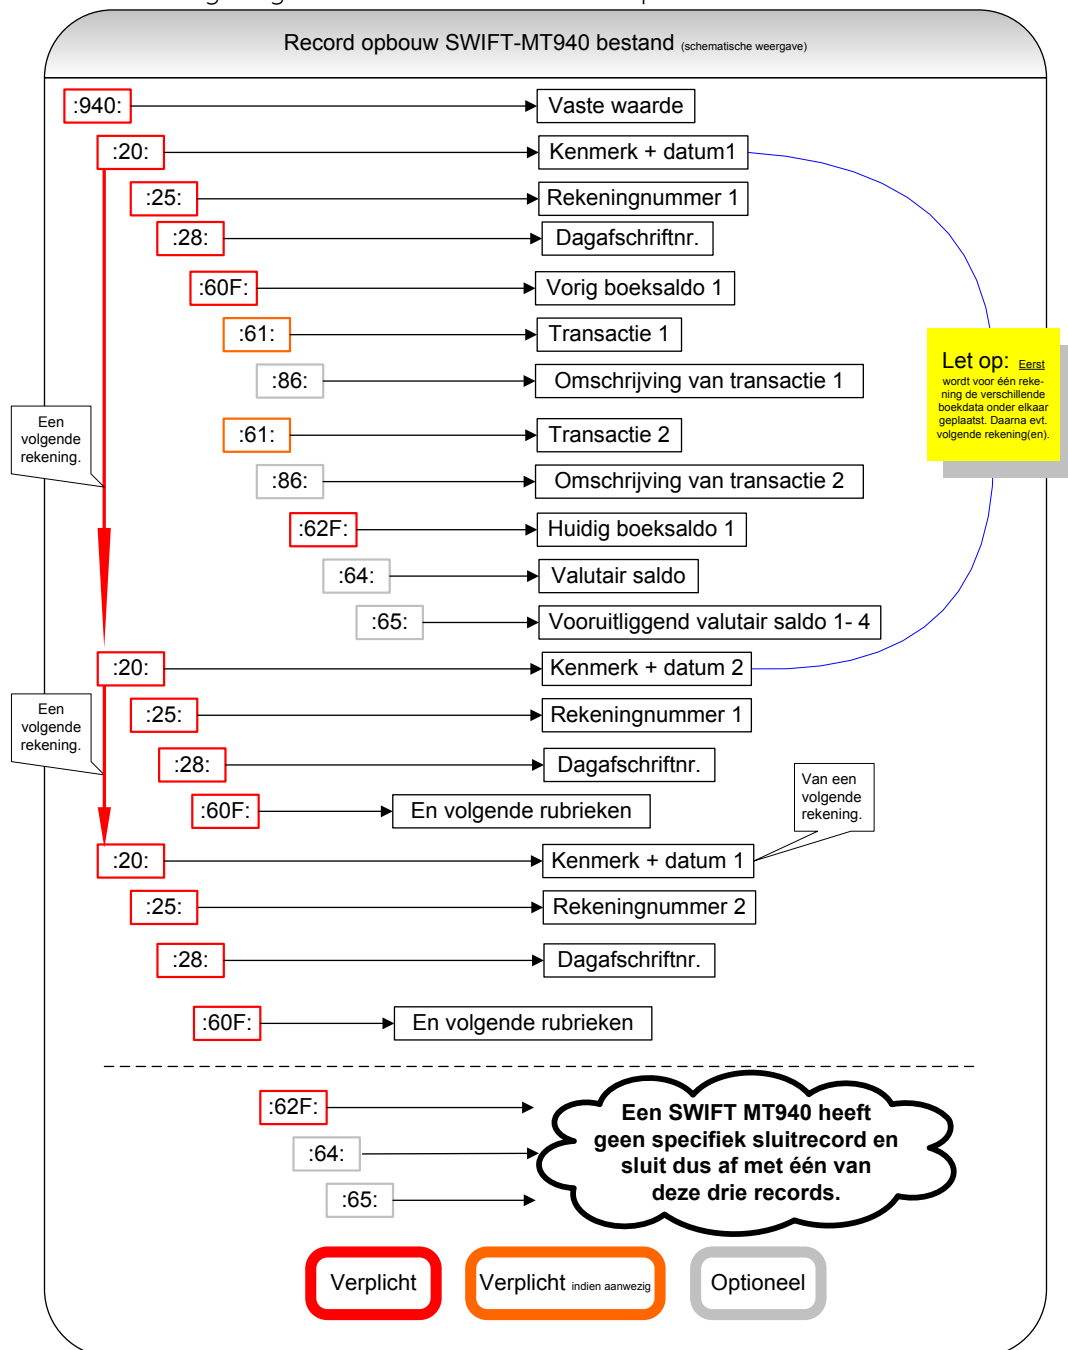 Record opbouw SWIFT-MT940 bestand (schematische weergave)
:940: Vaste waarde
:20: Kenmerk + datum1
:25: Rekeningnummer 1
:28: Dagafschriftnr.
:60F: Vorig boeksaldo 1
:61: Transactie 1
:86: Omschrijving van transactie 1
:61: Transactie 2
:86: Omschrijving van transactie 2
:62F: Huidig boeksaldo 1
:64: Valutair saldo
:65: Vooruitliggend valutair saldo 1- 4
Een
volgende
rekening.
Let op: Eerst
wordt voor één reke-
ning de verschillende
boekdata onder elkaar
geplaatst. Daarna evt.
volgende rekening(en).
:20: Kenmerk + datum 2
:25: Rekeningnummer 1
:28: Dagafschriftnr.
:60F: En volgende rubrieken
Een
volgende
rekening.
Van een
volgende
rekening.
:20: Kenmerk + datum 1
:25: Rekeningnummer 2
:28: Dagafschriftnr.
:60F: En volgende rubrieken
:62F:
:64:
:65:
Een SWIFT MT940 heeft
geen specifiek sluitrecord en
sluit dus af met één van
deze drie records.
Verplicht
Verplicht indien aanwezig
Optioneel